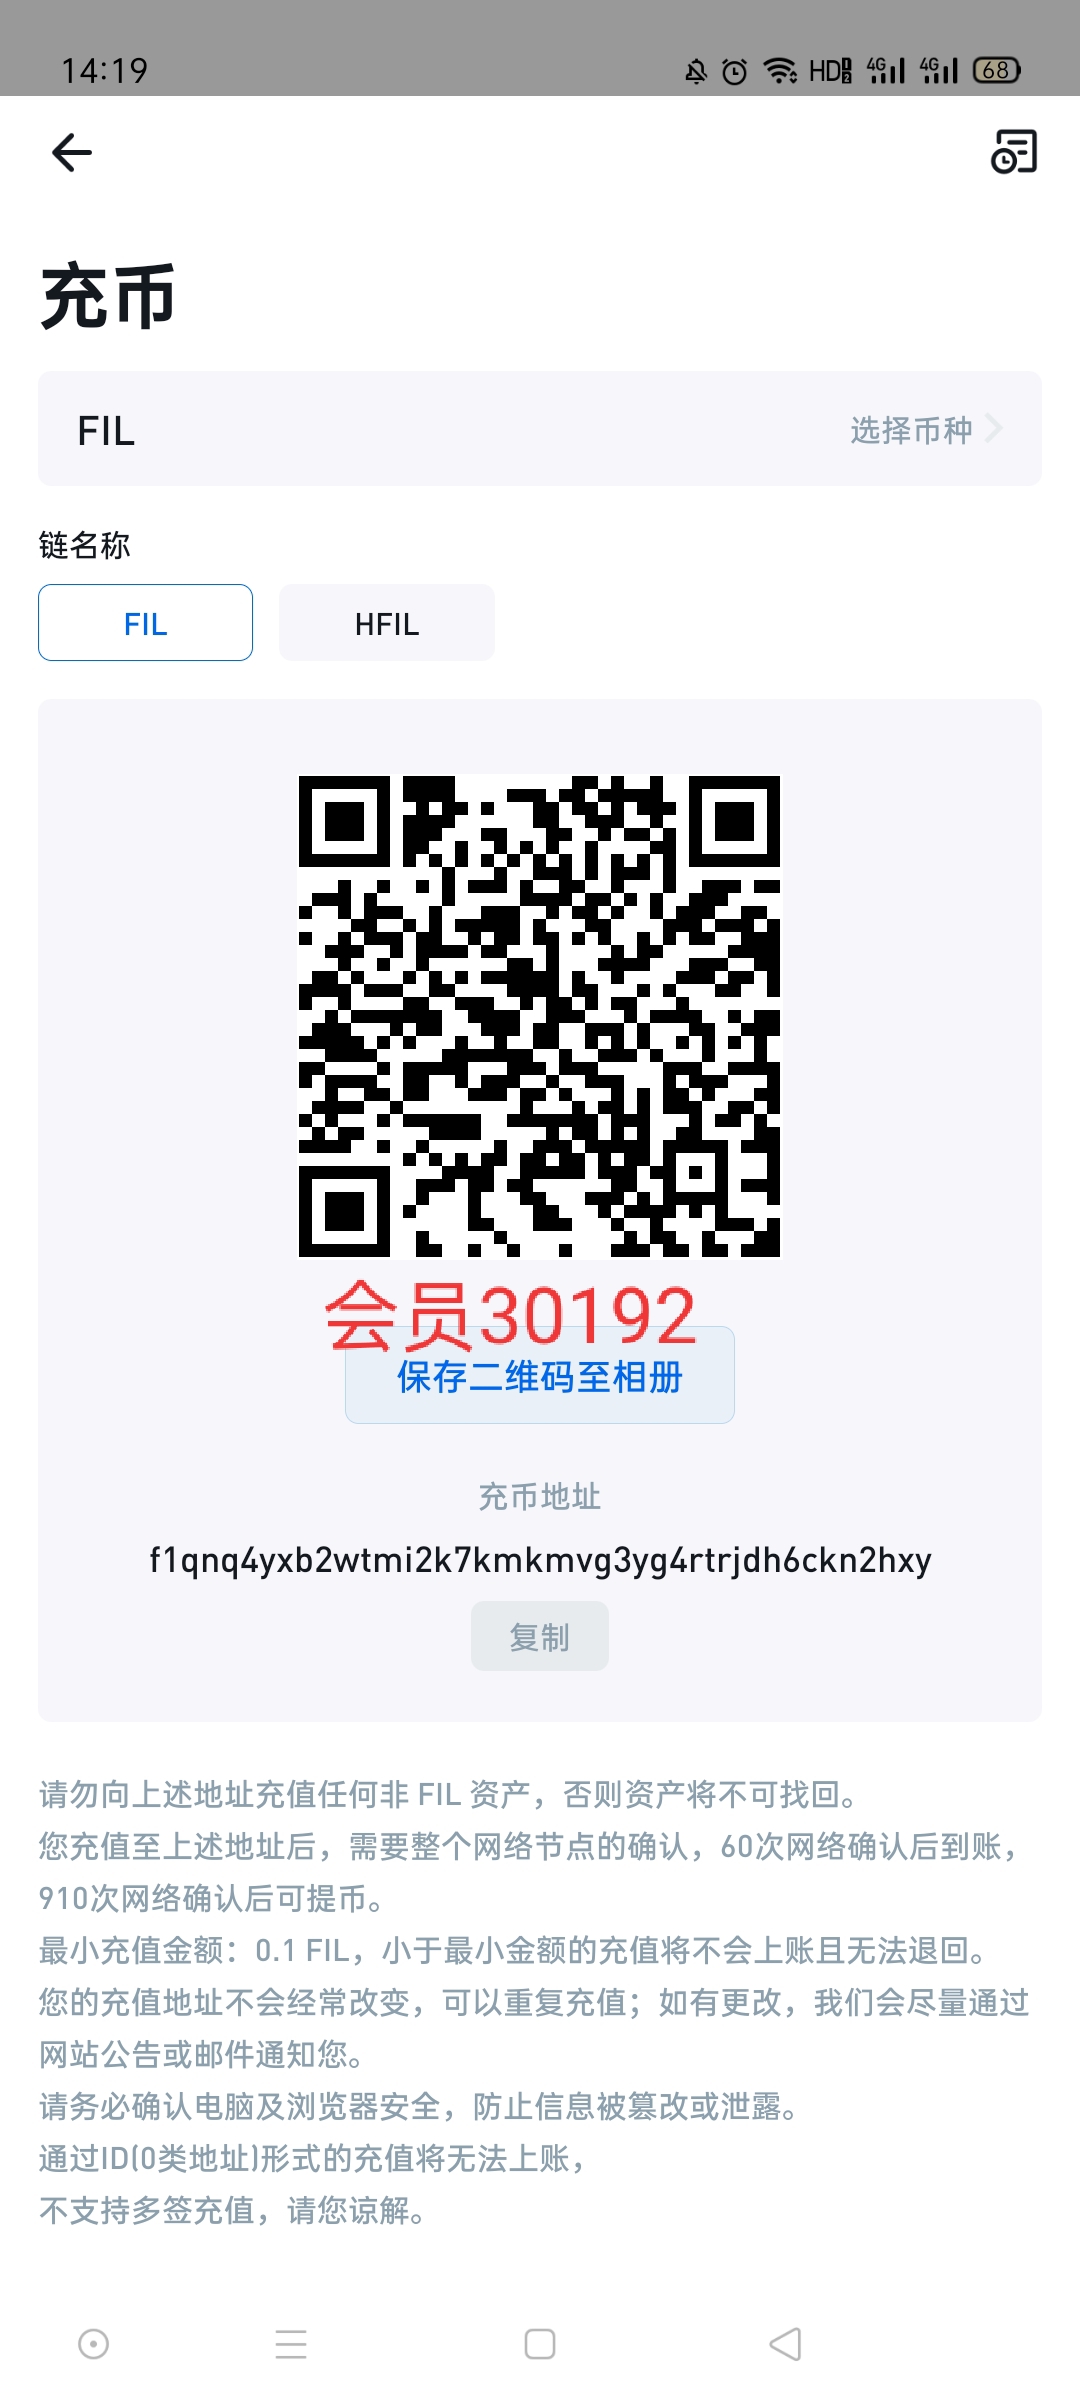 14:19
HD 4G 4G 68
充币
FIL
选择币种
链名称
FIL
HFIL
会员30192
保存二维码至相册
充币地址
f1qnq4yxb2wtmi2k7kmkmvg3yg4rtrjdh6ckn2hxy
复制
请勿向上述地址充值任何非 FIL 资产，否则资产将不可找回。
您充值至上述地址后，需要整个网络节点的确认，60次网络确认后到账，
910次网络确认后可提币。
最小充值金额：0.1 FIL，小于最小金额的充值将不会上账且无法退回。
您的充值地址不会经常改变，可以重复充值；如有更改，我们会尽量通过
网站公告或邮件通知您。
请务必确认电脑及浏览器安全，防止信息被篡改或泄露。
通过ID(0类地址)形式的充值将无法上账，
不支持多签充值，请您谅解。